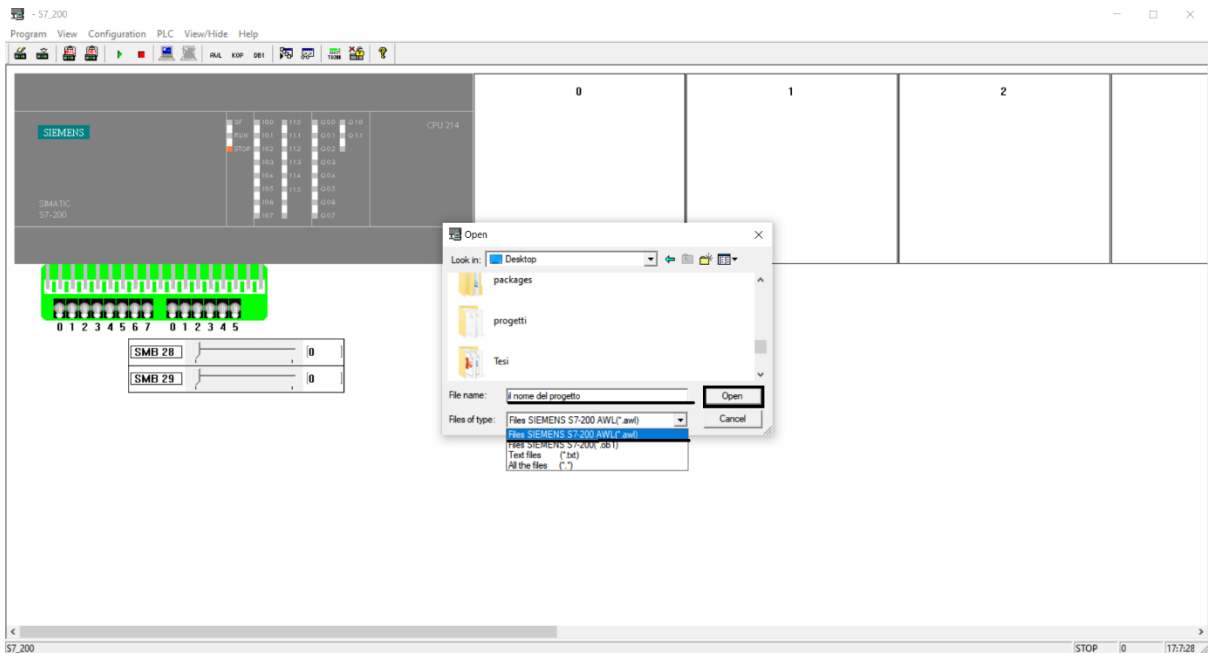 - S7_200
Program View Configuration PLC View/Hide Help
AWL KOP DB1
0 1 2
SIEMENS
CPU 214
SF I0.0 I1.0 Q0.0 Q1.0
RUN I0.1 I1.1 Q0.1 Q1.1
STOP I0.2 I1.2 Q0.2
I0.3 I1.3 Q0.3
I0.4 I1.4 Q0.4
I0.5 I1.5 Q0.5
SIMATIC I0.6 Q0.6
S7-200 I0.7 Q0.7
0 1 2 3 4 5 6 7 0 1 2 3 4 5
SMB 28 0
SMB 29 0
Open
Look in: Desktop
packages
progetti
Tesi
File name: il nome del progetto Open
Files of type: Files SIEMENS S7-200 AWL(*.awl) Cancel
Files SIEMENS S7-200 AWL(*.awl)
Files SIEMENS S7-200(*.ob1)
Text files (*.txt)
All the files (*.*)
S7_200 STOP 0 17:7:28